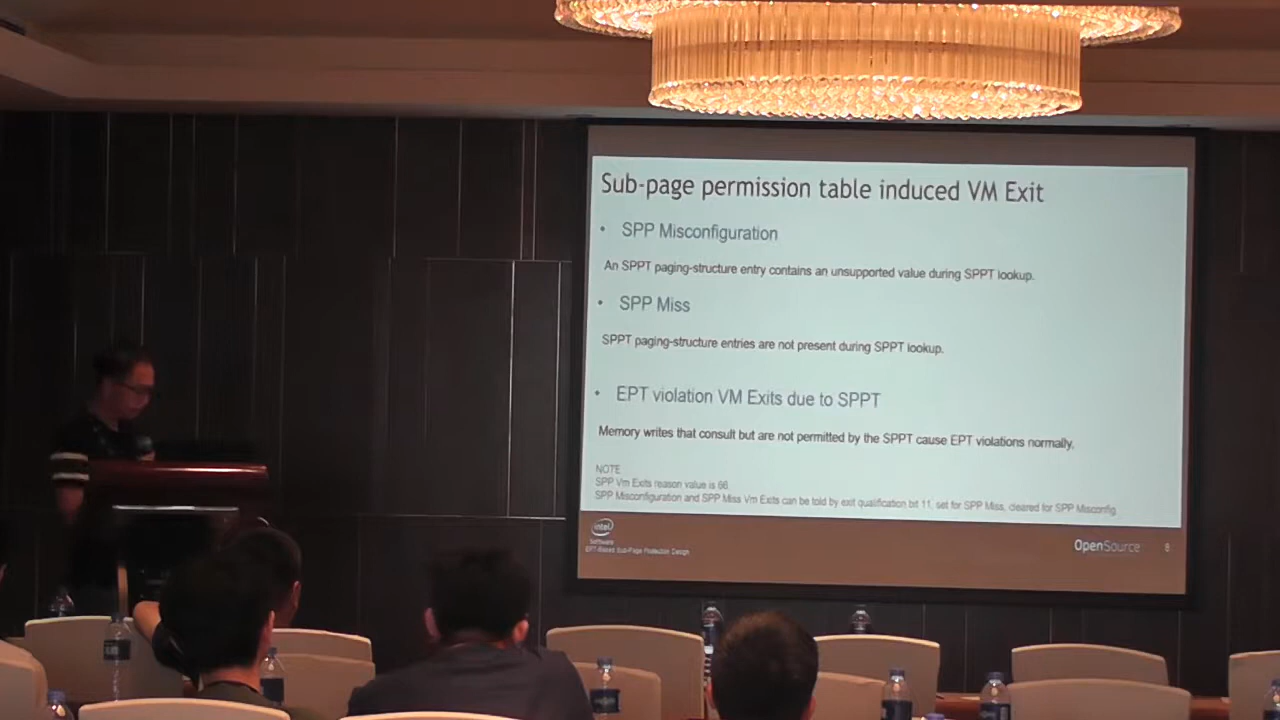 Sub-page permission table induced VM Exit
• SPP Misconfiguration
An SPPT paging-structure entry contains an unsupported value during SPPT lookup.
• SPP Miss
SPPT paging-structure entries are not present during SPPT lookup.
• EPT violation VM Exits due to SPPT
Memory writes that consult but are not permitted by the SPPT cause EPT violations normally.
NOTE
SPP Vm Exits reason value is 66.
SPP Misconfiguration and SPP Miss Vm Exits can be told by exit qualification bit 11, set for SPP Miss, cleared for SPP Misconfig.
intel
Software
EPT-Based Sub-Page Protection Design
OpenSource 8